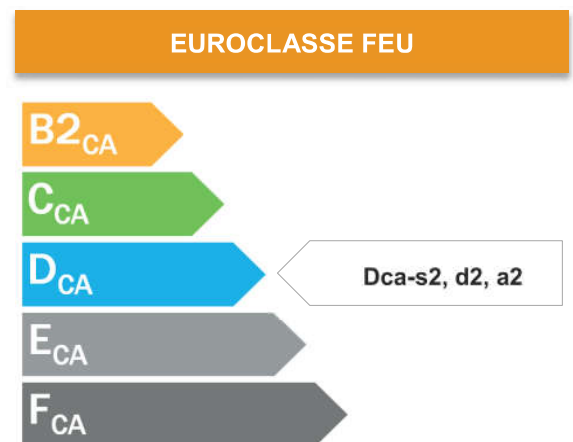 EUROCLASSE FEU
B2CA
CCA
DCA
Dca-s2, d2, a2
ECA
FCA